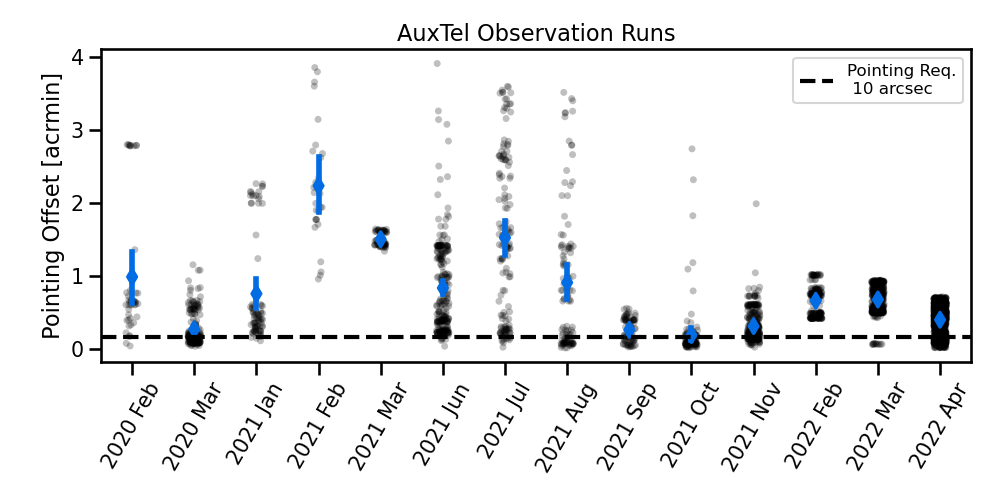 AuxTel Observation Runs
Pointing Req.
10 arcsec
Pointing Offset [acrmin]
4
3
2
1
0
2020 Feb
2020 Mar
2021 Jan
2021 Feb
2021 Mar
2021 Jun
2021 Jul
2021 Aug
2021 Sep
2021 Oct
2021 Nov
2022 Feb
2022 Mar
2022 Apr